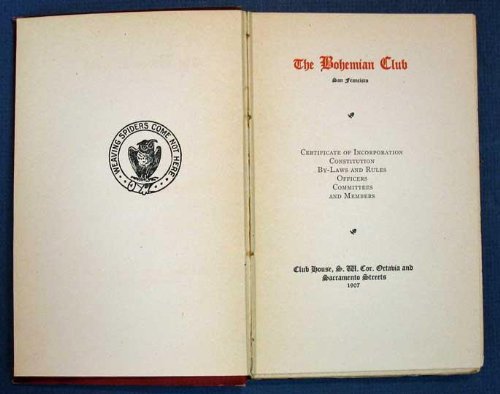 WEAVING SPIDERS COME NOT HERE
The Bohemian Club
San Francisco
Certificate of Incorporation
Constitution
By-Laws and Rules
Officers
Committees
and Members
Club House, S. W. Cor. Octavia and
Sacramento Streets
1907